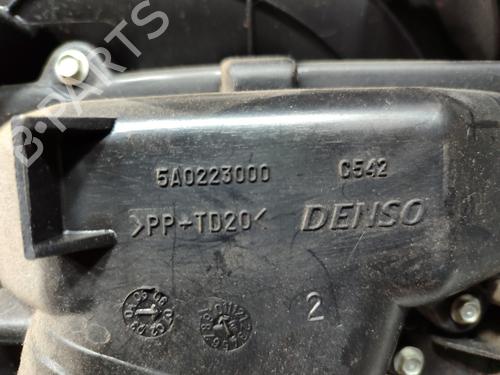 B-PARTS
5A0223000 C542
>PP-TD20< DENSO
2